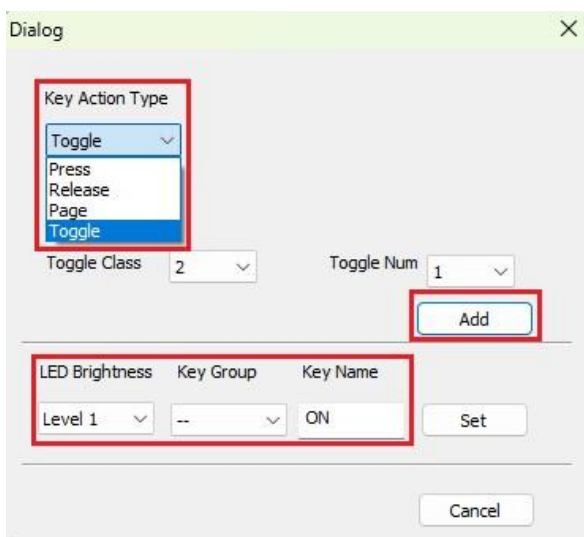 Dialog
Key Action Type
Toggle
Press
Release
Page
Toggle
Toggle Class 2 Toggle Num 1
Add
LED Brightness Key Group Key Name
Level 1 -- ON Set
Cancel